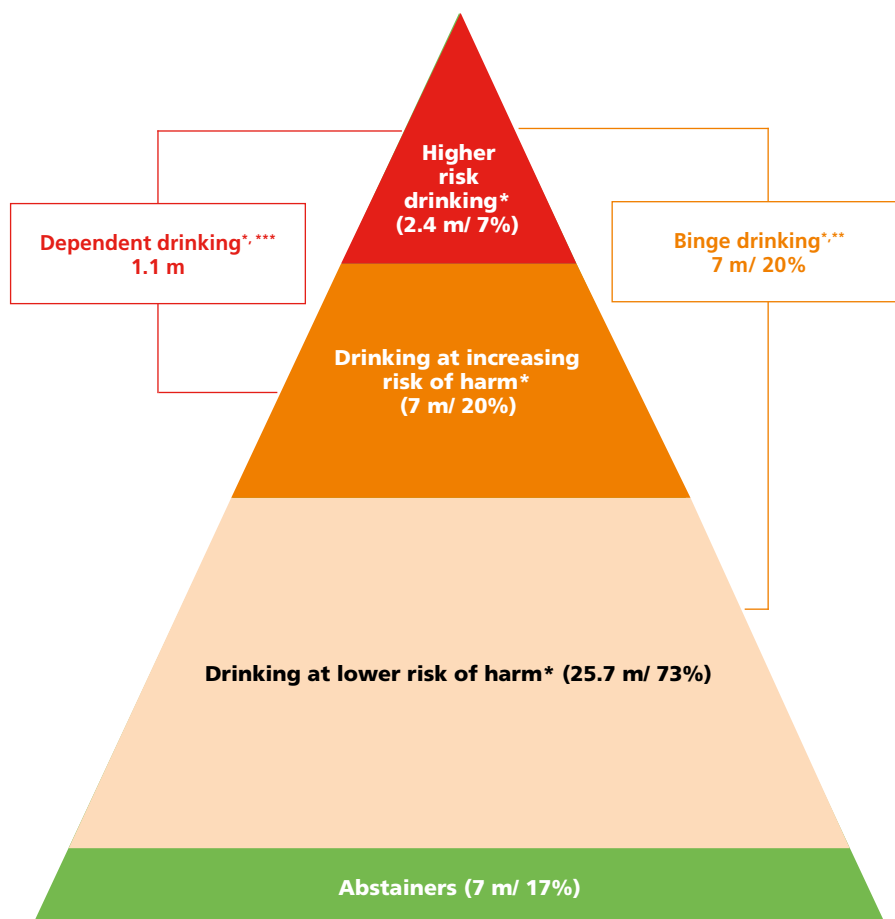 Higher
risk
drinking*
(2.4 m/ 7%)
Dependent drinking*, ***
1.1 m
Binge drinking*,**
7 m/ 20%
Drinking at increasing
risk of harm*
(7 m/ 20%)
Drinking at lower risk of harm* (25.7 m/ 73%)
Abstainers (7 m/ 17%)